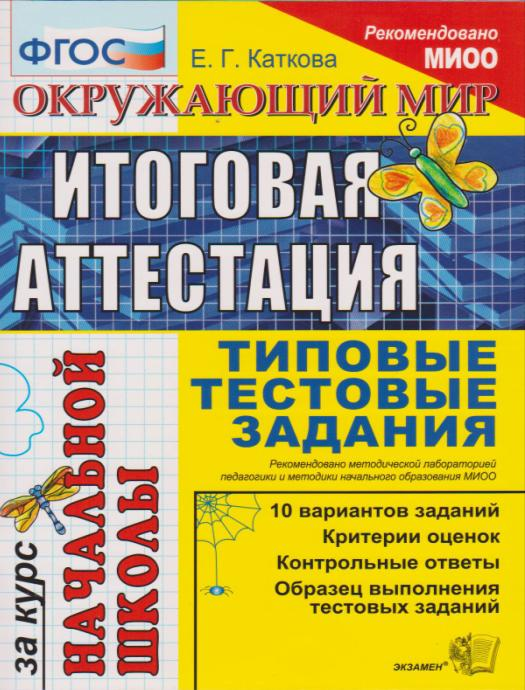 ФГОС
Е. Г. Каткова
Рекомендовано
МИОО
ОКРУЖАЮЩИЙ МИР
ИТОГОВАЯ
АТТЕСТАЦИЯ
за курс
НАЧАЛЬНОЙ
ШКОЛЫ
ТИПОВЫЕ
ТЕСТОВЫЕ
ЗАДАНИЯ
Рекомендовано методической лабораторией
педагогики и методики начального образования МИОО
10 вариантов заданий
Критерии оценок
Контрольные ответы
Образец выполнения
тестовых заданий
ЭКЗАМЕН®